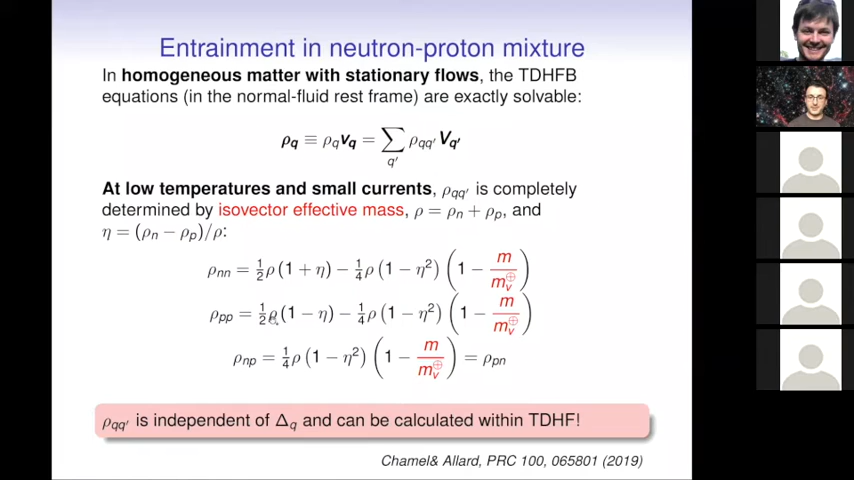 Entrainment in neutron-proton mixture
In homogeneous matter with stationary flows, the TDHFB
equations (in the normal-fluid rest frame) are exactly solvable:
ρq ≡ ρq vq = ∑q′ ρqq′ Vq′
At low temperatures and small currents, ρqq′ is completely
determined by isovector effective mass, ρ = ρn + ρp, and
η = (ρn − ρp)/ρ:
ρnn = ½ρ (1 + η) − ¼ρ (1 − η²) (1 − m/m⊕v)
ρpp = ½ρ(1 − η) − ¼ρ (1 − η²) (1 − m/m⊕v)
ρnp = ¼ρ (1 − η²) (1 − m/m⊕v) = ρpn
ρqq′ is independent of Δq and can be calculated within TDHF!
Chamel& Allard, PRC 100, 065801 (2019)